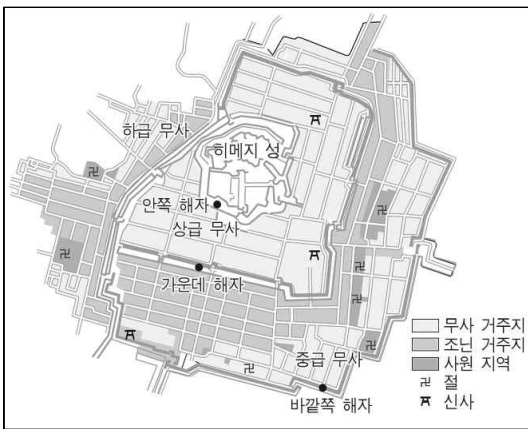 하급 무사
히메지 성
안쪽 해자
상급 무사
가운데 해자
중급 무사
바깥쪽 해자
무사 거주지
조닌 거주지
사원 지역
卍 절
신사